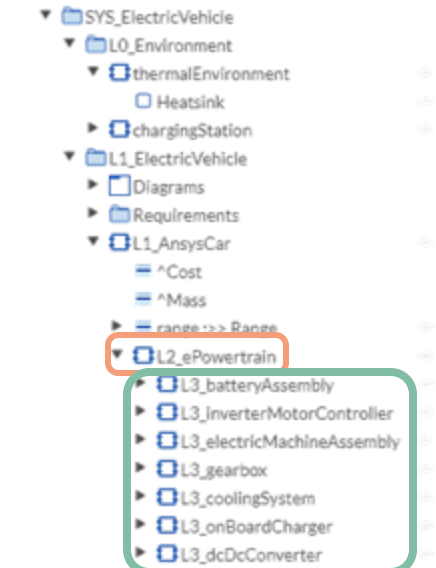 SYS_ElectricVehicle
L0_Environment
thermalEnvironment
Heatsink
chargingStation
L1_ElectricVehicle
Diagrams
Requirements
L1_AnsysCar
^Cost
^Mass
range :>> Range
L2_ePowertrain
L3_batteryAssembly
L3_inverterMotorController
L3_electricMachineAssembly
L3_gearbox
L3_coolingSystem
L3_onBoardCharger
L3_dcDcConverter